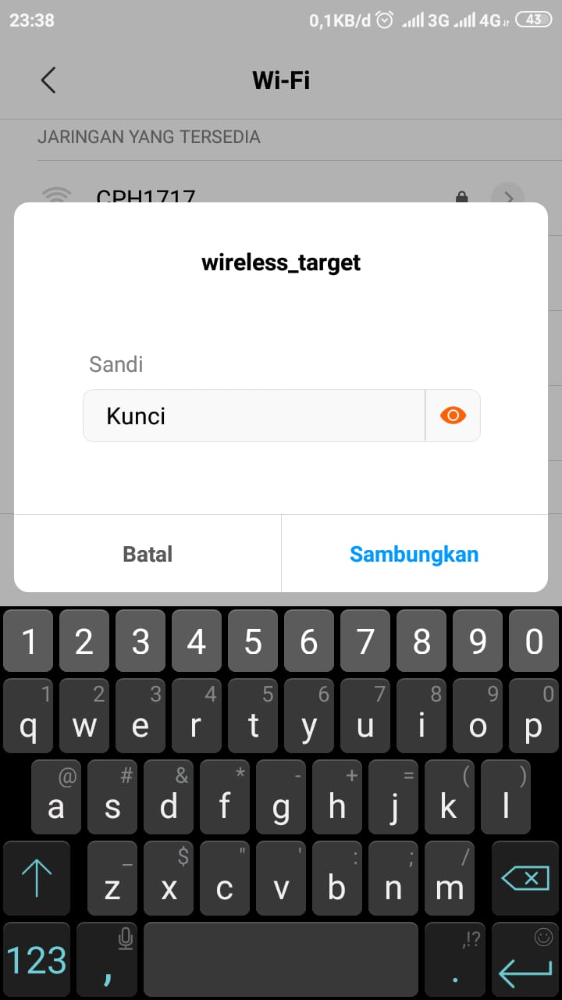 23:38 0,1KB/d 3G 4G 43
Wi-Fi
JARINGAN YANG TERSEDIA
CPH1717
wireless_target
Sandi
Kunci
Batal Sambungkan
1 2 3 4 5 6 7 8 9 0
1 2 3 4 5 6 7 8 9 0
q w e r t y u i o p
@ # & * - + = ( )
a s d f g h j k l
_ $ " ' : ; /
z x c v b n m
,!?
123 , .